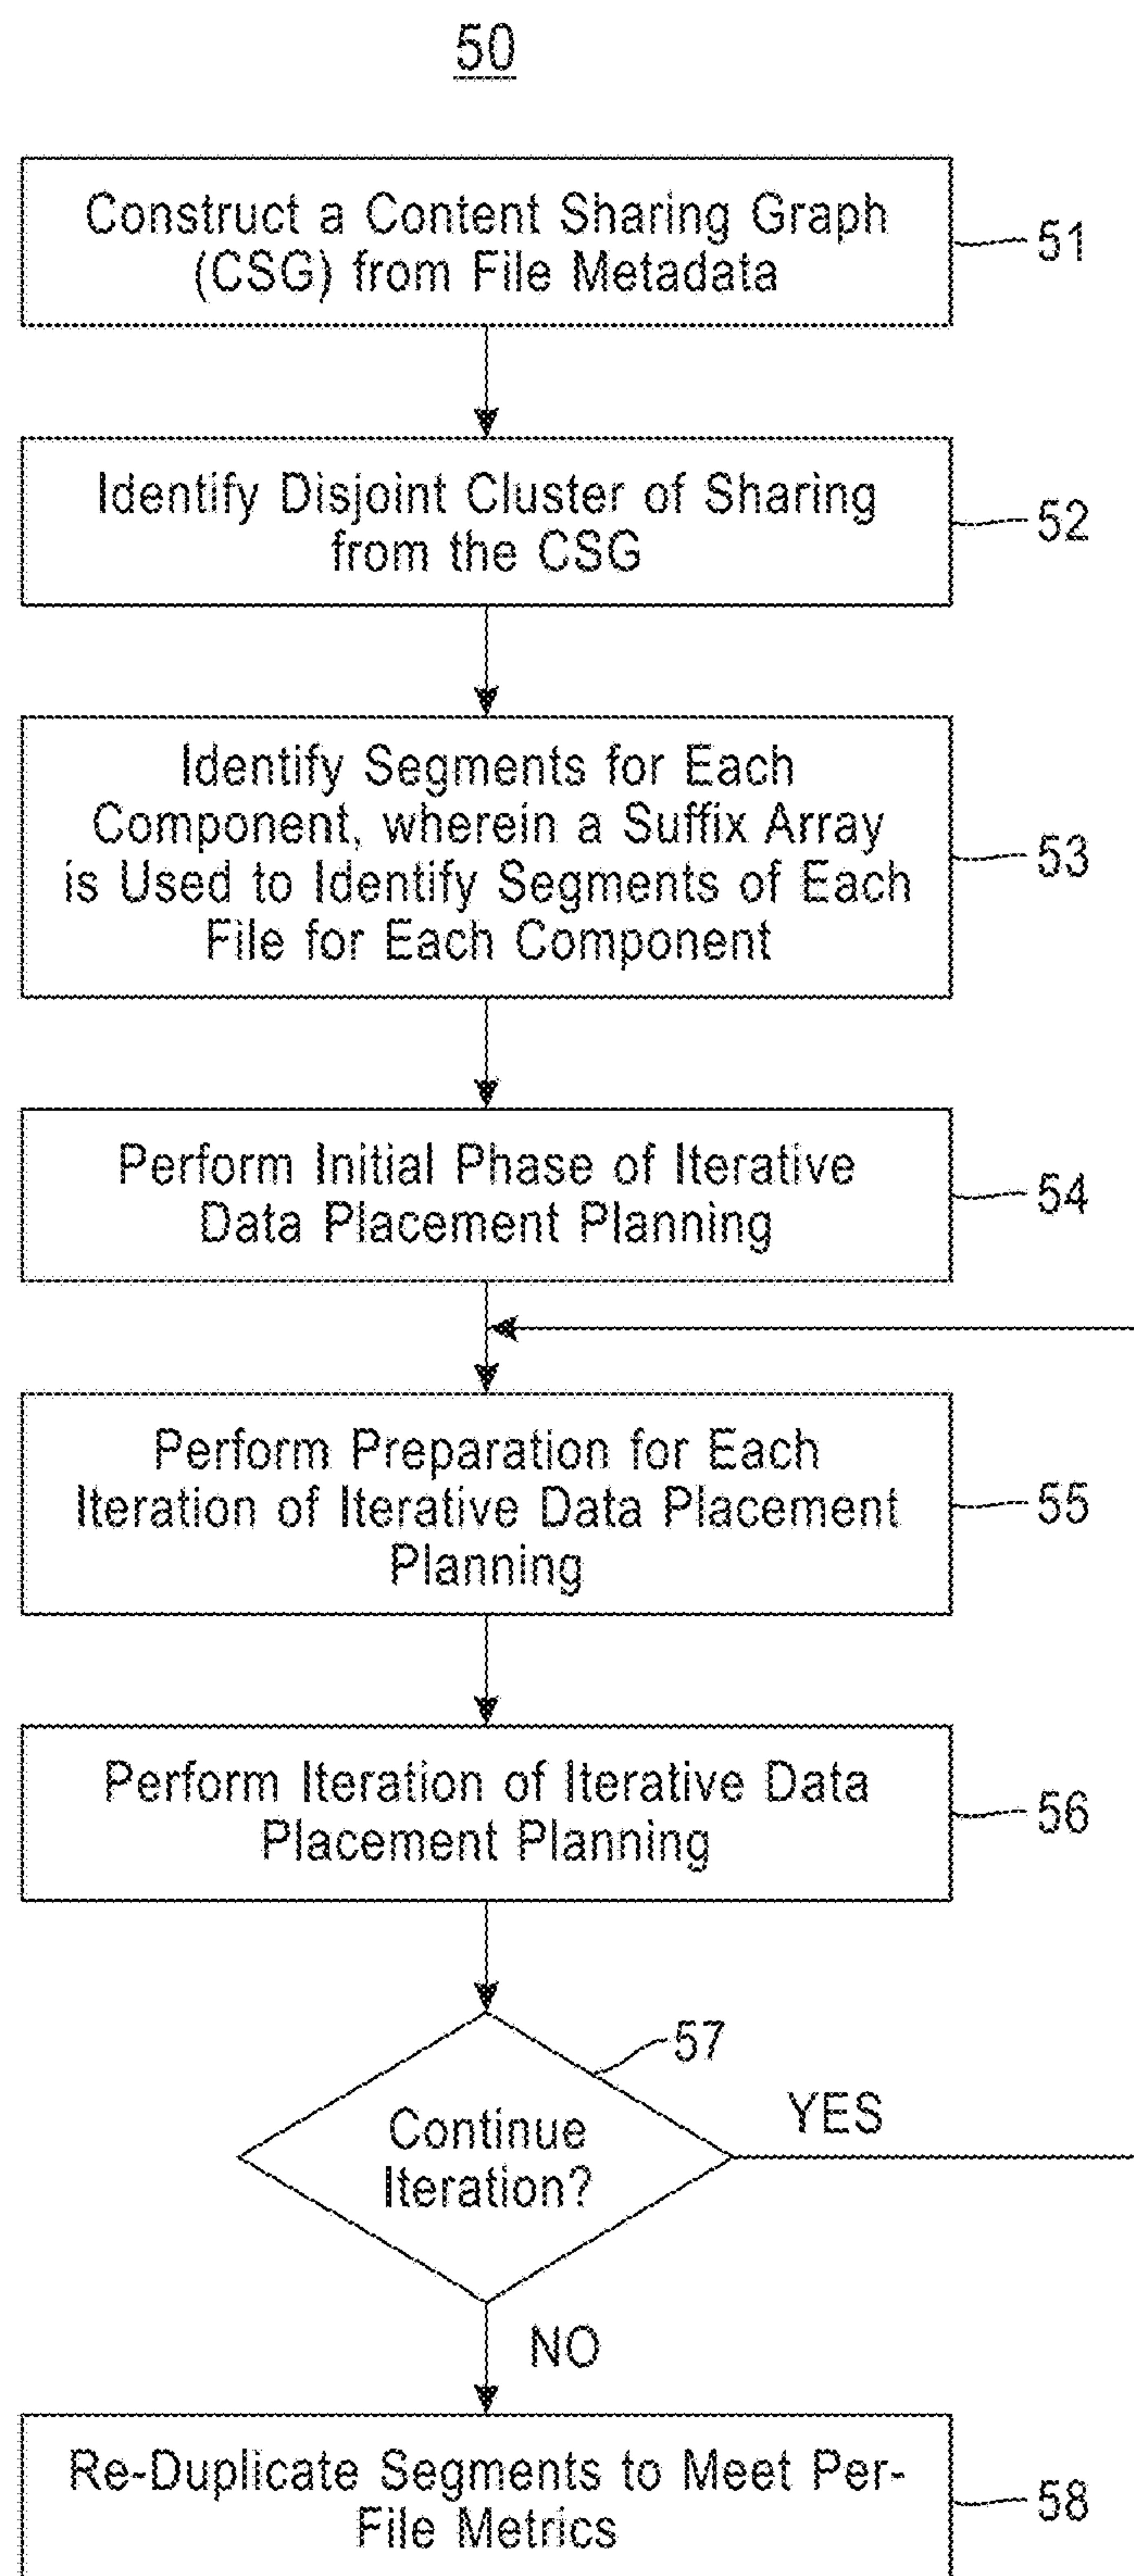 50
Construct a Content Sharing Graph
(CSG) from File Metadata
51
Identify Disjoint Cluster of Sharing
from the CSG
52
Identify Segments for Each
Component, wherein a Suffix Array
is Used to Identify Segments of Each
File for Each Component
53
Perform Initial Phase of Iterative
Data Placement Planning
54
Perform Preparation for Each
Iteration of Iterative Data Placement
Planning
55
Perform Iteration of Iterative Data
Placement Planning
56
57
Continue
Iteration?
YES
NO
Re-Duplicate Segments to Meet Per-
File Metrics
58